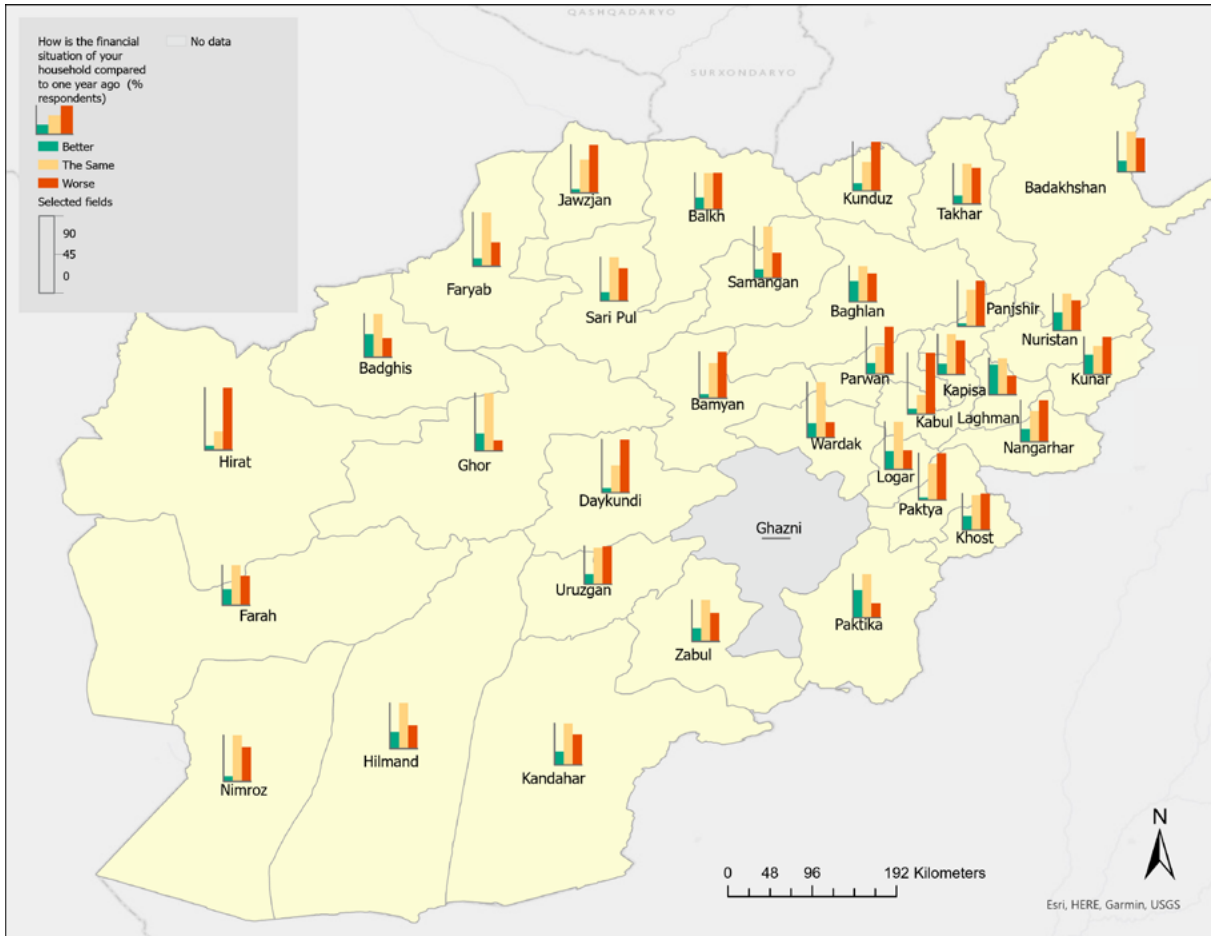 QASHQADARYO
SURXONDARYO
How is the financial
situation of your
household compared
to one year ago (%
respondents)
No data
Better
The Same
Worse
Selected fields
90
45
0
Jawzjan
Balkh
Kunduz
Takhar
Badakhshan
Faryab
Sari Pul
Samangan
Baghlan
Panjshir
Nuristan
Badghis
Bamyan
Parwan
Kapisa
Kunar
Kabul
Laghman
Hirat
Ghor
Wardak
Nangarhar
Logar
Daykundi
Paktya
Ghazni
Khost
Uruzgan
Farah
Paktika
Zabul
Hilmand
Kandahar
Nimroz
N
0 48 96 192 Kilometers
Esri, HERE, Garmin, USGS